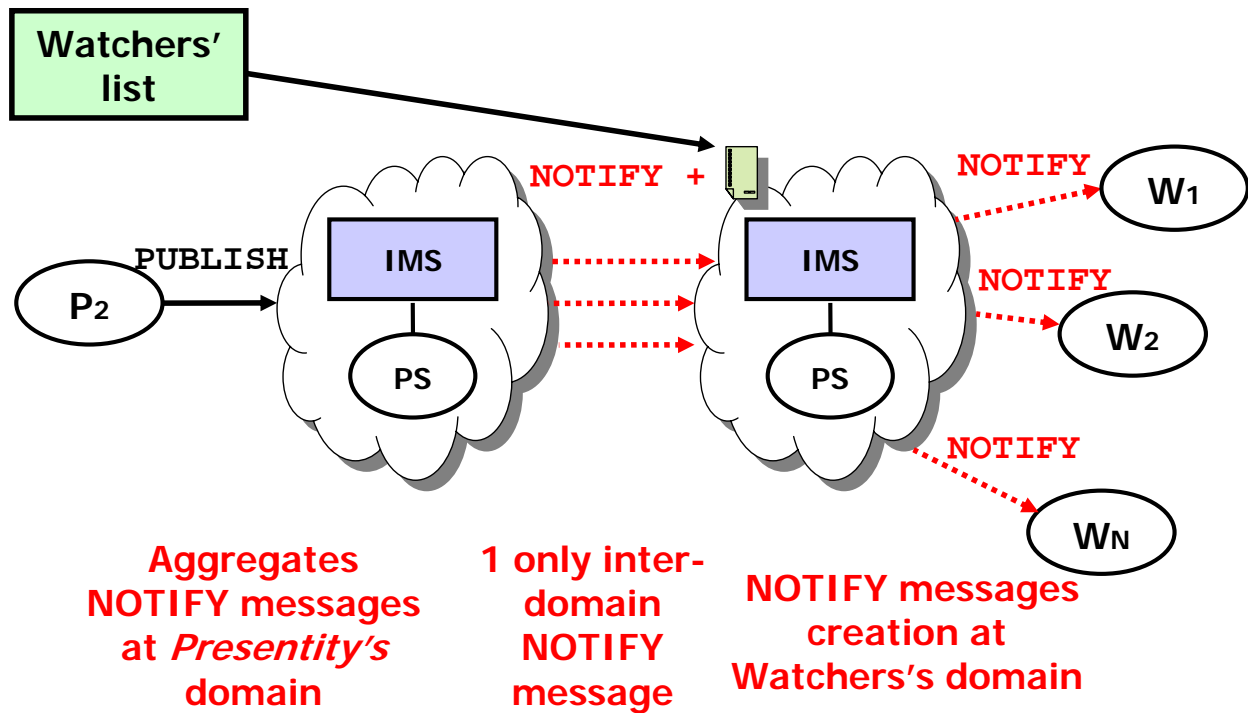 Watchers'
list
NOTIFY +
NOTIFY
W1
PUBLISH
IMS
IMS
NOTIFY
P2
W2
PS
PS
NOTIFY
WN
Aggregates
NOTIFY messages
at Presentity's
domain
1 only inter-
domain
NOTIFY
message
NOTIFY messages
creation at
Watchers's domain